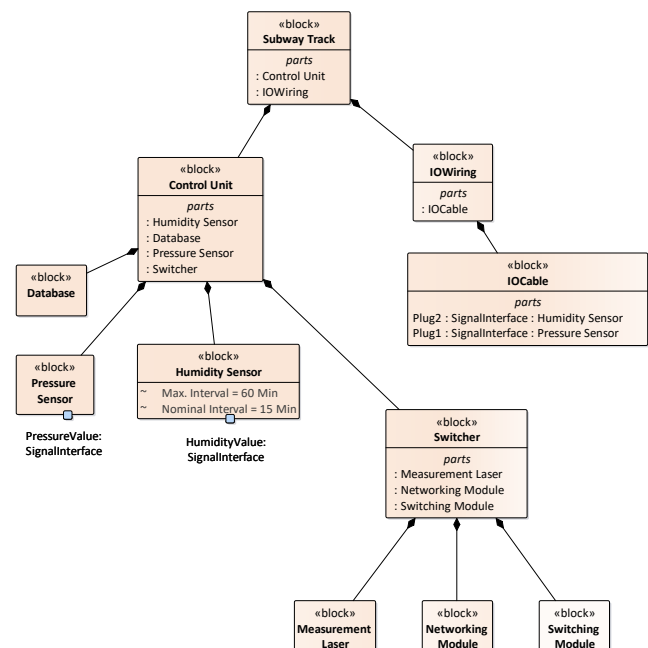 «block»
Subway Track
parts
: Control Unit
: IOWiring
«block»
IOWiring
parts
: IOCable
«block»
Control Unit
parts
: Humidity Sensor
: Database
: Pressure Sensor
: Switcher
«block»
Database
«block»
IOCable
parts
Plug2 : SignalInterface : Humidity Sensor
Plug1 : SignalInterface : Pressure Sensor
«block»
Pressure
Sensor
PressureValue:
SignalInterface
«block»
Humidity Sensor
~ Max. Interval = 60 Min
~ Nominal Interval = 15 Min
HumidityValue:
SignalInterface
«block»
Switcher
parts
: Measurement Laser
: Networking Module
: Switching Module
«block»
Measurement
Laser
«block»
Networking
Module
«block»
Switching
Module